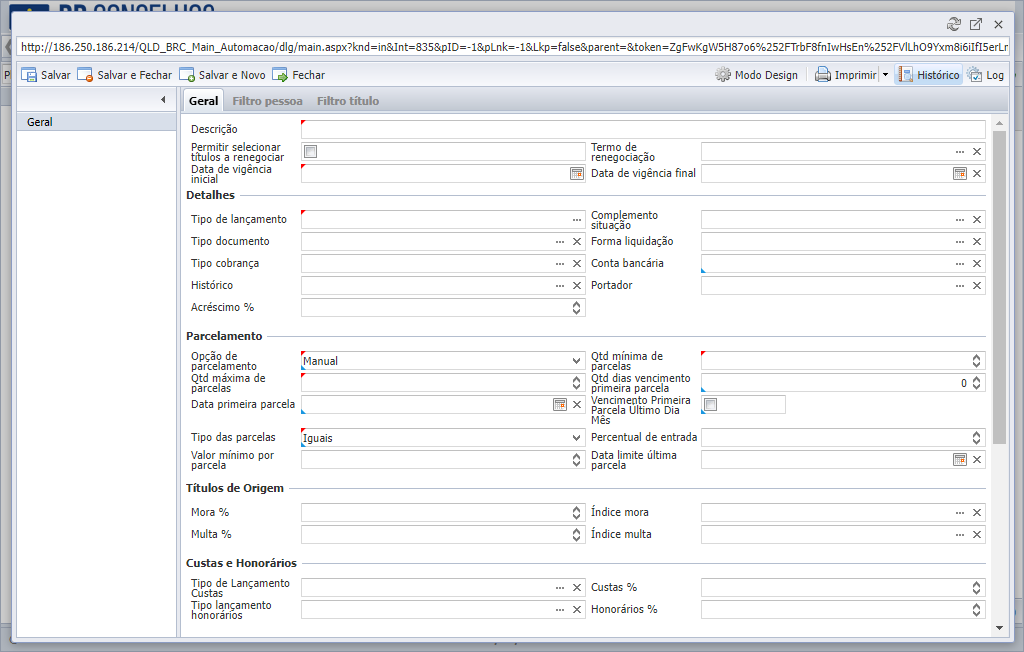 BR CONSELHOS
http://186.250.186.214/QLD_BRC_Main_Automacao/dlg/main.aspx?knd=in&Int=835&pID=-1&pLnk=-1&Lkp=false&parent=&token=ZgFwKgW5H87o6%252FTrbF8fnIwHsEn%252FVlLhO9Yxm8i6iIfI5erLr
Salvar Salvar e Fechar Salvar e Novo Fechar Modo Design Imprimir Histórico Log
Geral Filtro pessoa Filtro título
Geral
Descrição
Permitir selecionar
títulos a renegociar
Termo de
renegociação
Data de vigência
inicial
Data de vigência final
Detalhes
Tipo de lançamento
Complemento
situação
Tipo documento
Forma liquidação
Tipo cobrança
Conta bancária
Histórico
Portador
Acréscimo %
Parcelamento
Opção de
parcelamento
Manual
Qtd mínima de
parcelas
Qtd máxima de
parcelas
Qtd dias vencimento
primeira parcela
0
Data primeira parcela
Vencimento Primeira
Parcela Último Dia
Mês
Tipo das parcelas
Iguais
Percentual de entrada
Valor mínimo por
parcela
Data limite última
parcela
Títulos de Origem
Mora %
Índice mora
Multa %
Índice multa
Custas e Honorários
Tipo de Lançamento
Custas
Custas %
Tipo lançamento
honorários
Honorários %